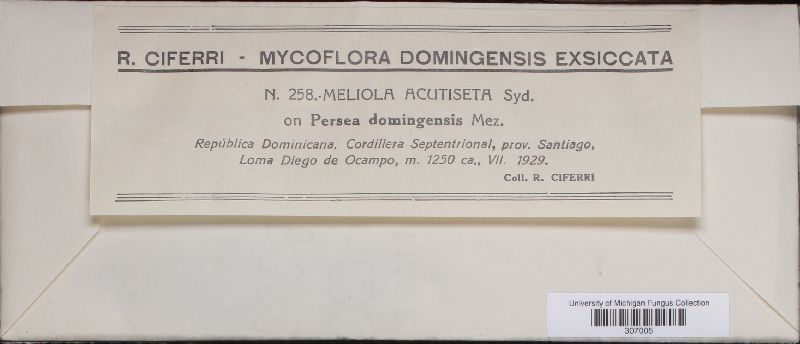 R. CIFERRI - MYCOFLORA DOMINGENSIS EXSICCATA
N. 258.-MELIOLA ACUTISETA Syd.
on Persea domingensis Mez.
República Dominicana, Cordillera Septentrional, prov. Santiago,
Loma Diego de Ocampo, m. 1250 ca., VII. 1929.
Coll. R. CIFERRI
University of Michigan Fungus Collection
307005